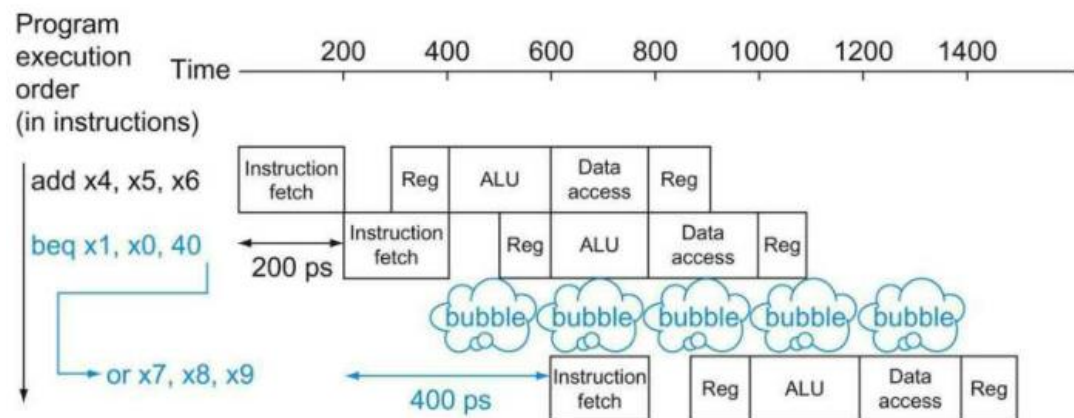 Program
execution
order
(in instructions)
Time
200 400 600 800 1000 1200 1400
add x4, x5, x6
Instruction
fetch
Reg
ALU
Data
access
Reg
beq x1, x0, 40
200 ps
Instruction
fetch
Reg
ALU
Data
access
Reg
bubble bubble bubble bubble bubble
or x7, x8, x9
400 ps
Instruction
fetch
Reg
ALU
Data
access
Reg